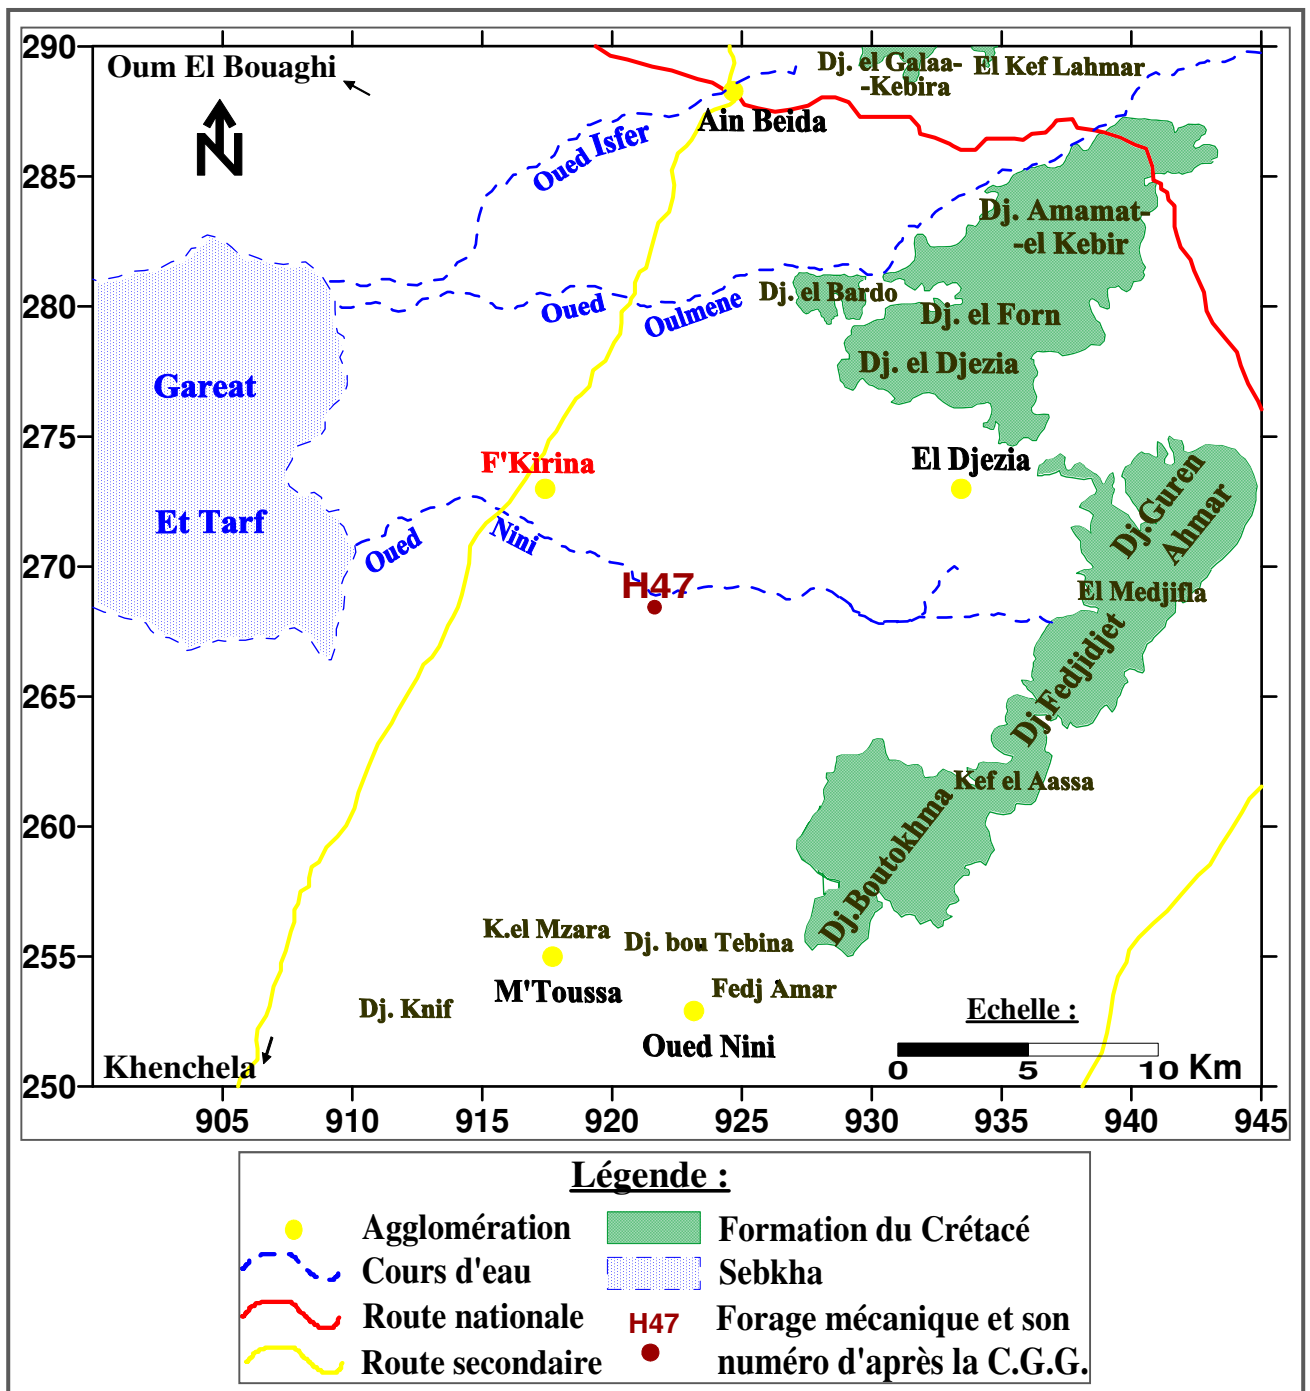 290
285
280
275
270
265
260
255
250
Oum El Bouaghi
N
Dj. el Galaa-
-Kebira
El Kef Lahmar
Ain Beida
Oued Isfer
Dj. Amamat-
-el Kebir
Dj. el Bardo
Oued Oulmene
Dj. el Forn
Dj. el Djezia
Gareat
Et Tarf
F'Kirina
El Djezia
Dj.Guren
Ahmar
Oued Nini
H47
El Medjifla
Dj.Fedjidjet
Kef el Aassa
Dj.Boutokhma
K.el Mzara
Dj. bou Tebina
M'Toussa
Fedj Amar
Dj. Knif
Oued Nini
Khenchela
Echelle :
0 5 10 Km
905 910 915 920 925 930 935 940 945
Légende :
Agglomération
Cours d'eau
Route nationale
Route secondaire
Formation du Crétacé
Sebkha
H47
Forage mécanique et son
numéro d'après la C.G.G.